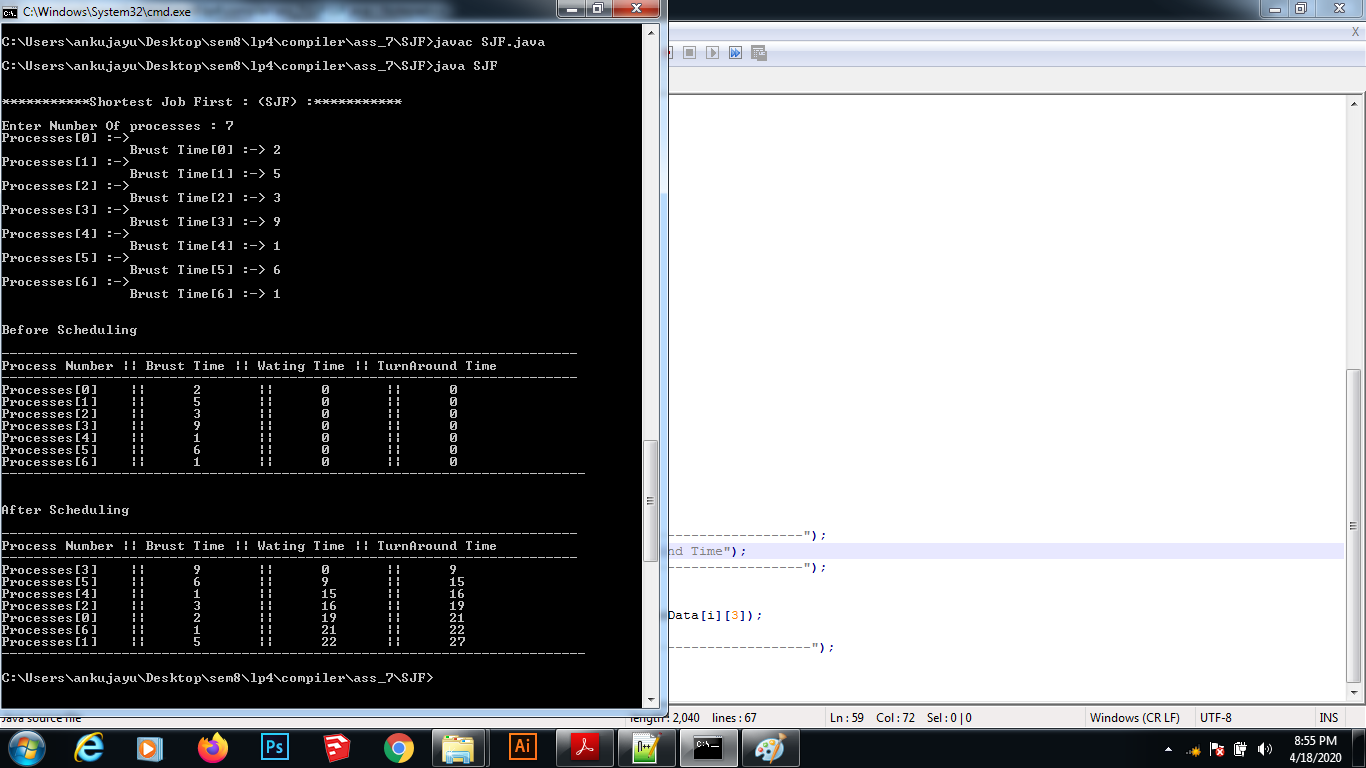 C:\Windows\System32\cmd.exe
C:\Users\ankujayu\Desktop\sem8\lp4\compiler\ass_7\SJF>javac SJF.java
C:\Users\ankujayu\Desktop\sem8\lp4\compiler\ass_7\SJF>java SJF
***********Shortest Job First : (SJF) :***********
Enter Number Of processes : 7
Processes[0] :->
Brust Time[0] :-> 2
Processes[1] :->
Brust Time[1] :-> 5
Processes[2] :->
Brust Time[2] :-> 3
Processes[3] :->
Brust Time[3] :-> 9
Processes[4] :->
Brust Time[4] :-> 1
Processes[5] :->
Brust Time[5] :-> 6
Processes[6] :->
Brust Time[6] :-> 1
Before Scheduling
------------------------------------------------------------------------
Process Number || Brust Time || Wating Time || TurnAround Time
------------------------------------------------------------------------
Processes[0] || 2 || 0 || 0
Processes[1] || 5 || 0 || 0
Processes[2] || 3 || 0 || 0
Processes[3] || 9 || 0 || 0
Processes[4] || 1 || 0 || 0
Processes[5] || 6 || 0 || 0
Processes[6] || 1 || 0 || 0
-------------------------------------------------------------------------
After Scheduling
------------------------------------------------------------------------
Process Number || Brust Time || Wating Time || TurnAround Time
------------------------------------------------------------------------
Processes[3] || 9 || 0 || 9
Processes[5] || 6 || 9 || 15
Processes[4] || 1 || 15 || 16
Processes[2] || 3 || 16 || 19
Processes[0] || 2 || 19 || 21
Processes[6] || 1 || 21 || 22
Processes[1] || 5 || 22 || 27
-------------------------------------------------------------------------
C:\Users\ankujayu\Desktop\sem8\lp4\compiler\ass_7\SJF>
-----------------");
nd Time");
-----------------");
Data[i][3]);
------------------");
Java source file length : 2,040 lines : 67 Ln : 59 Col : 72 Sel : 0 | 0 Windows (CR LF) UTF-8 INS
Ps
Ai
C:\_
8:55 PM
4/18/2020